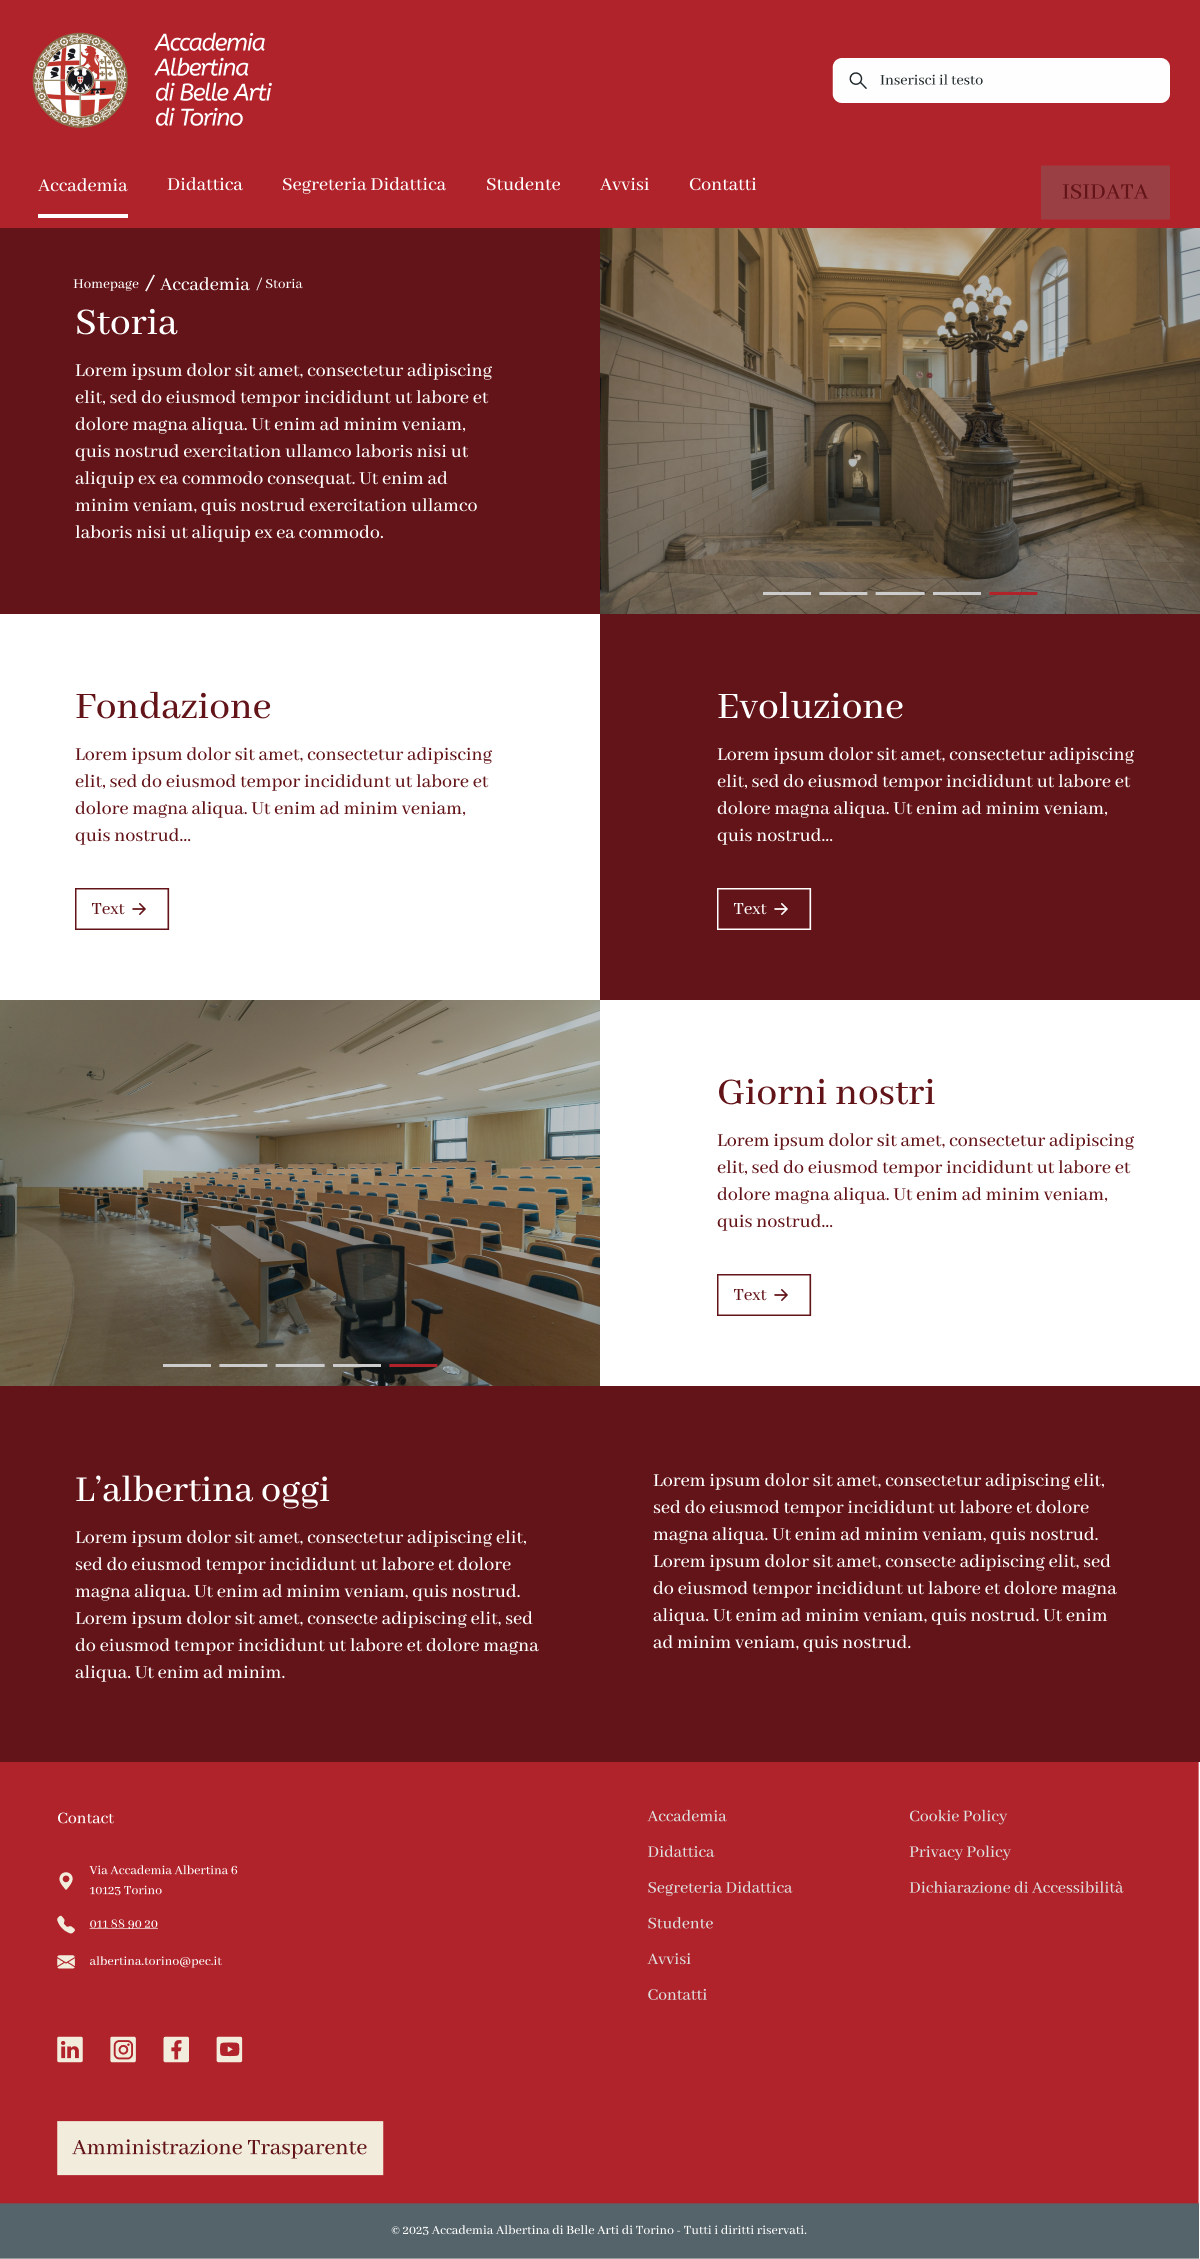 Accademia
Albertina
di Belle Arti
di Torino
Inserisci il testo
Accademia Didattica Segreteria Didattica Studente Avvisi Contatti
ISIDATA
Homepage / Accademia / Storia
Storia
Lorem ipsum dolor sit amet, consectetur adipiscing
elit, sed do eiusmod tempor incididunt ut labore et
dolore magna aliqua. Ut enim ad minim veniam,
quis nostrud exercitation ullamco laboris nisi ut
aliquip ex ea commodo consequat. Ut enim ad
minim veniam, quis nostrud exercitation ullamco
laboris nisi ut aliquip ex ea commodo.
Fondazione
Lorem ipsum dolor sit amet, consectetur adipiscing
elit, sed do eiusmod tempor incididunt ut labore et
dolore magna aliqua. Ut enim ad minim veniam,
quis nostrud...
Text
Evoluzione
Lorem ipsum dolor sit amet, consectetur adipiscing
elit, sed do eiusmod tempor incididunt ut labore et
dolore magna aliqua. Ut enim ad minim veniam,
quis nostrud...
Text
Giorni nostri
Lorem ipsum dolor sit amet, consectetur adipiscing
elit, sed do eiusmod tempor incididunt ut labore et
dolore magna aliqua. Ut enim ad minim veniam,
quis nostrud...
Text
L’albertina oggi
Lorem ipsum dolor sit amet, consectetur adipiscing elit,
sed do eiusmod tempor incididunt ut labore et dolore
magna aliqua. Ut enim ad minim veniam, quis nostrud.
Lorem ipsum dolor sit amet, consecte adipiscing elit, sed
do eiusmod tempor incididunt ut labore et dolore magna
aliqua. Ut enim ad minim.
Lorem ipsum dolor sit amet, consectetur adipiscing elit,
sed do eiusmod tempor incididunt ut labore et dolore
magna aliqua. Ut enim ad minim veniam, quis nostrud.
Lorem ipsum dolor sit amet, consecte adipiscing elit, sed
do eiusmod tempor incididunt ut labore et dolore magna
aliqua. Ut enim ad minim veniam, quis nostrud. Ut enim
ad minim veniam, quis nostrud.
Contact
Via Accademia Albertina 6
10123 Torino
011 88 90 20
albertina.torino@pec.it
Amministrazione Trasparente
Accademia
Didattica
Segreteria Didattica
Studente
Avvisi
Contatti
Cookie Policy
Privacy Policy
Dichiarazione di Accessibilità
© 2023 Accademia Albertina di Belle Arti di Torino - Tutti i diritti riservati.